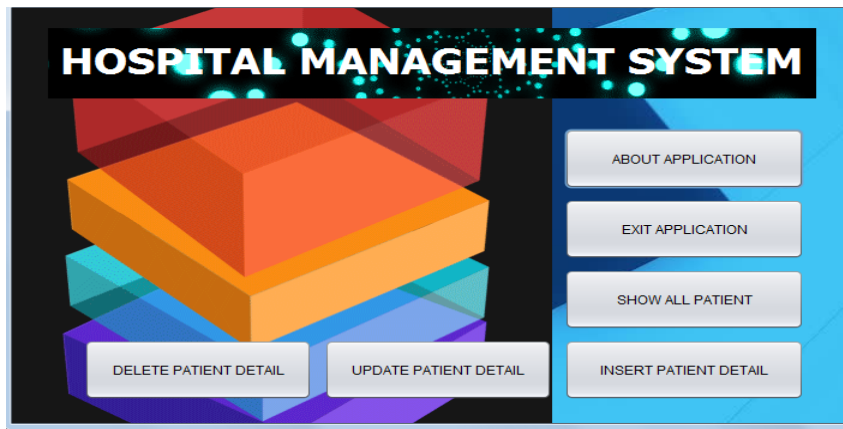 HOSPITAL MANAGEMENT SYSTEM
ABOUT APPLICATION
EXIT APPLICATION
SHOW ALL PATIENT
DELETE PATIENT DETAIL
UPDATE PATIENT DETAIL
INSERT PATIENT DETAIL